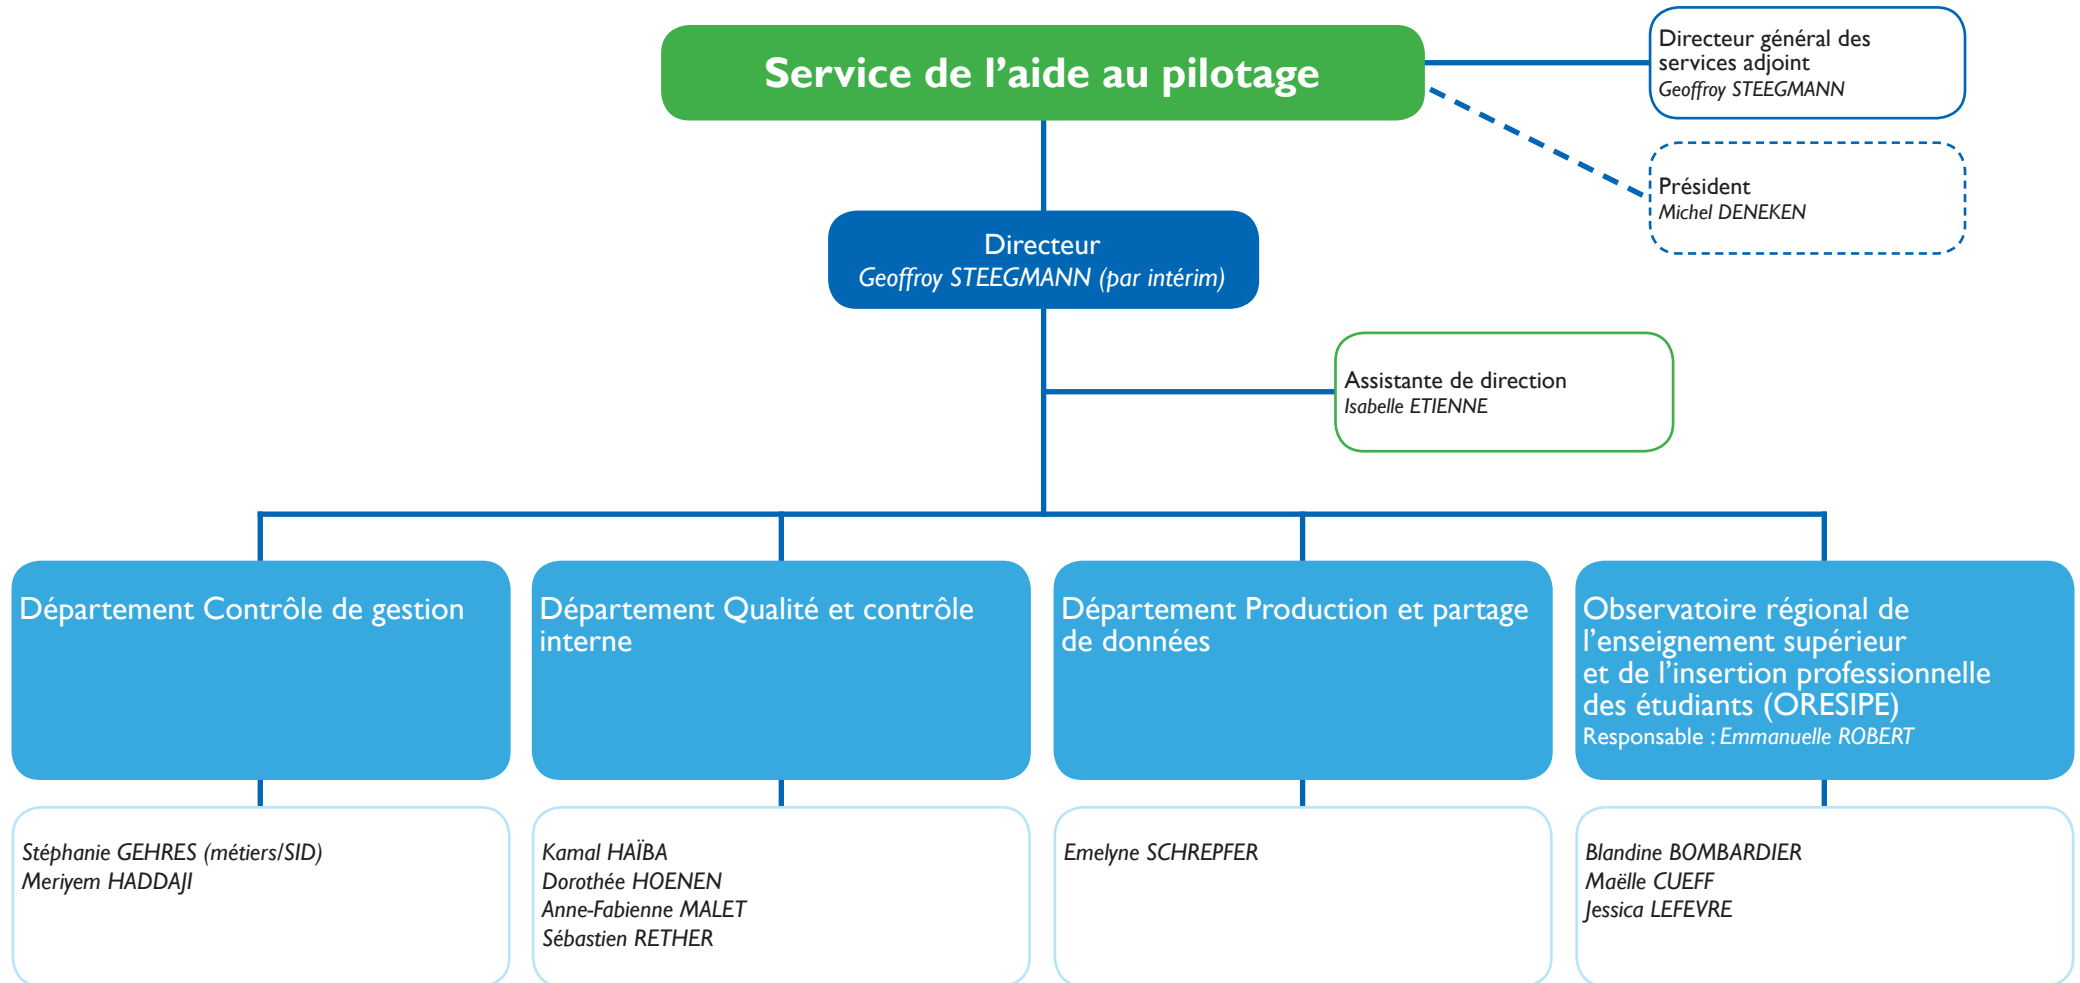 Service de l’aide au pilotage
Directeur général des
services adjoint
Geoffroy STEEGMANN
Président
Michel DENEKEN
Directeur
Geoffroy STEEGMANN (par intérim)
Assistante de direction
Isabelle ETIENNE
Département Contrôle de gestion
Stéphanie GEHRES (métiers/SID)
Meriyem HADDAJI
Département Qualité et contrôle
interne
Kamal HAÏBA
Dorothée HOENEN
Anne-Fabienne MALET
Sébastien RETHER
Département Production et partage
de données
Emelyne SCHREPFER
Observatoire régional de
l’enseignement supérieur
et de l’insertion professionnelle
des étudiants (ORESIPE)
Responsable : Emmanuelle ROBERT
Blandine BOMBARDIER
Maëlle CUEFF
Jessica LEFEVRE